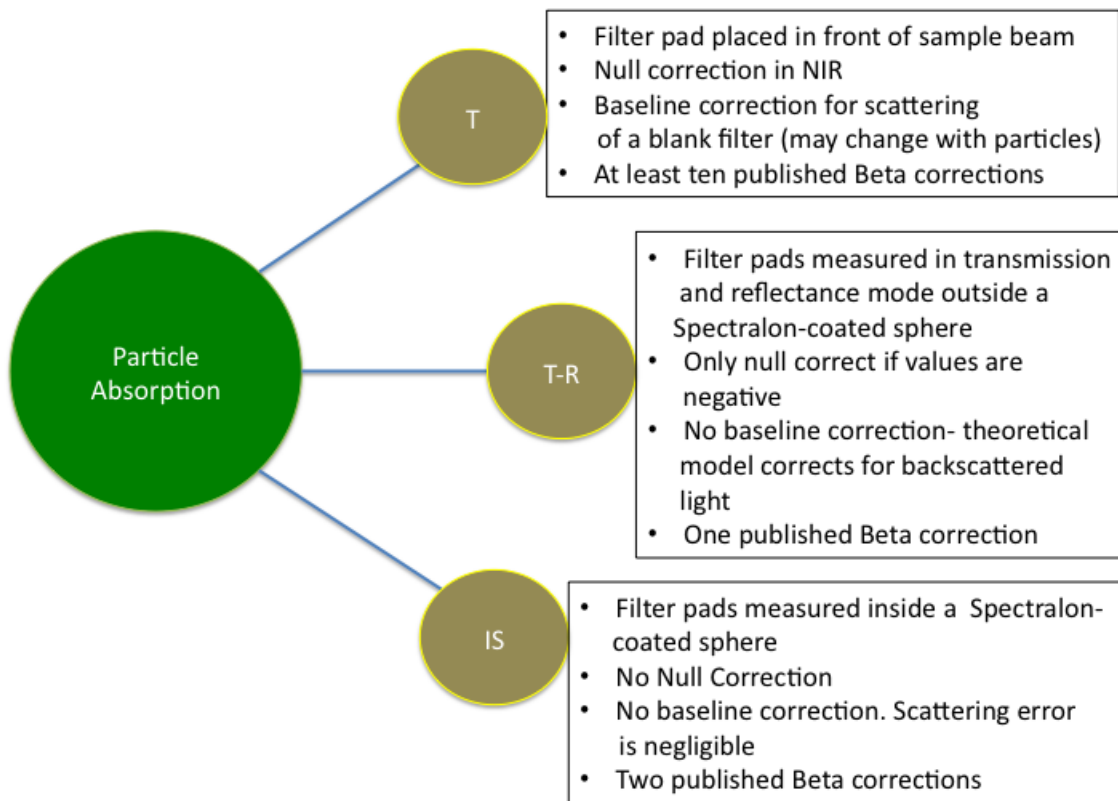 T
• Filter pad placed in front of sample beam
• Null correction in NIR
• Baseline correction for scattering
of a blank filter (may change with particles)
• At least ten published Beta corrections
Particle
Absorption
T-R
• Filter pads measured in transmission
and reflectance mode outside a
Spectralon-coated sphere
• Only null correct if values are
negative
• No baseline correction- theoretical
model corrects for backscattered
light
• One published Beta correction
IS
• Filter pads measured inside a Spectralon-
coated sphere
• No Null Correction
• No baseline correction. Scattering error
is negligible
• Two published Beta corrections